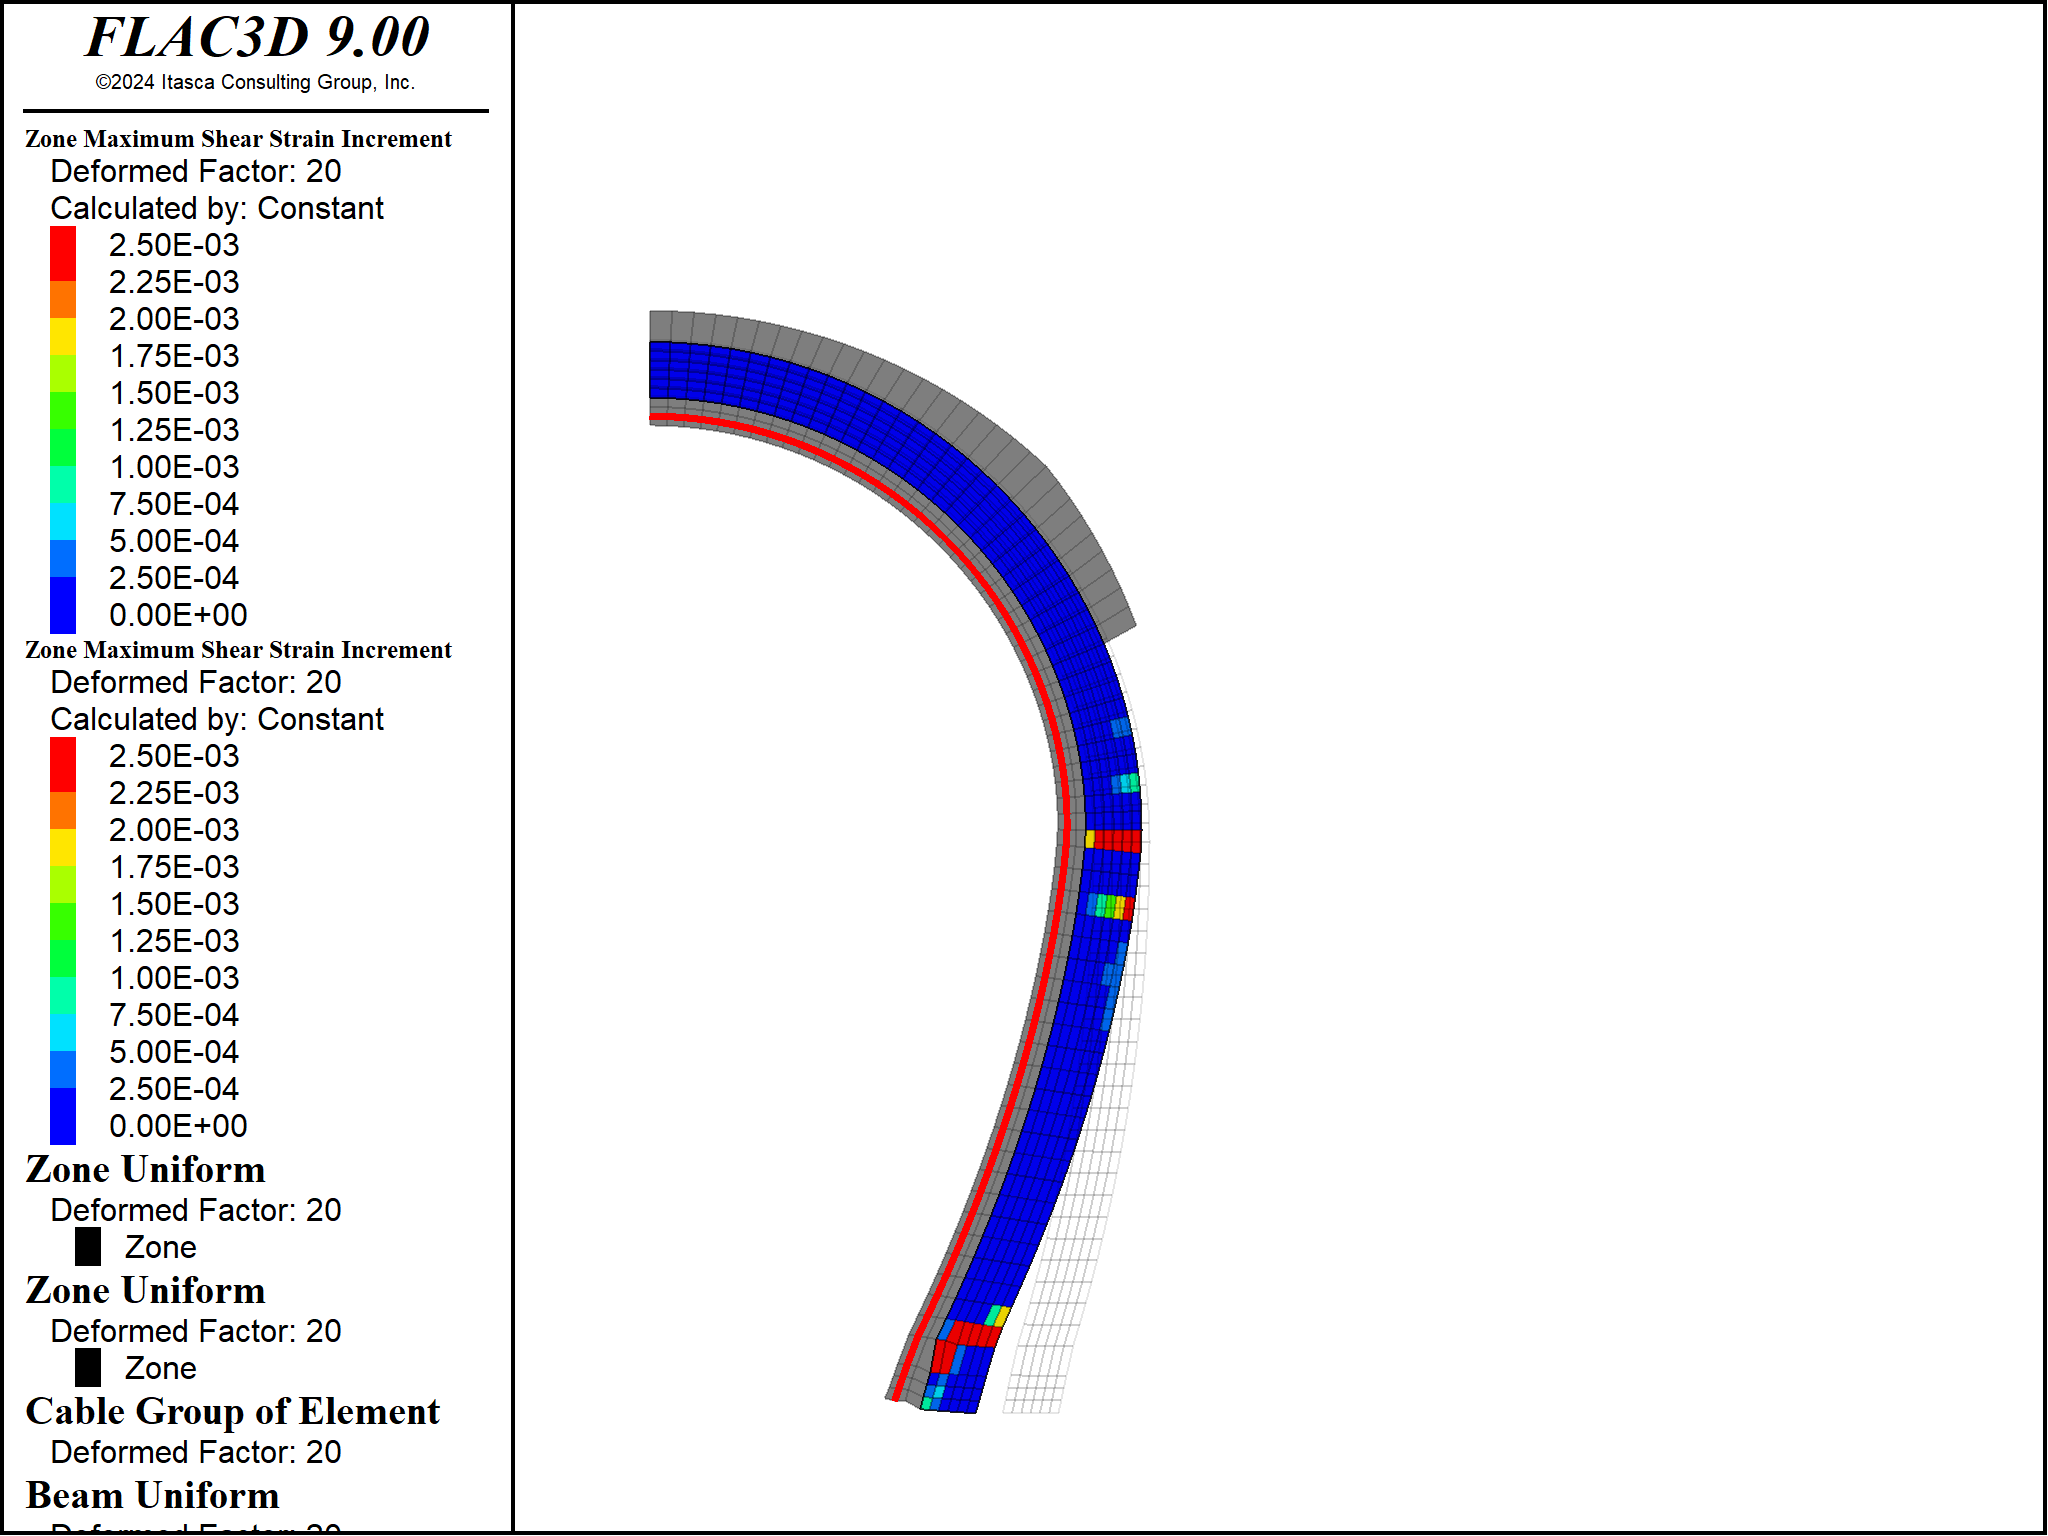 FLAC3D 9.00
©2024 Itasca Consulting Group, Inc.
Zone Maximum Shear Strain Increment
Deformed Factor: 20
Calculated by: Constant
2.50E-03
2.25E-03
2.00E-03
1.75E-03
1.50E-03
1.25E-03
1.00E-03
7.50E-04
5.00E-04
2.50E-04
0.00E+00
Zone Maximum Shear Strain Increment
Deformed Factor: 20
Calculated by: Constant
2.50E-03
2.25E-03
2.00E-03
1.75E-03
1.50E-03
1.25E-03
1.00E-03
7.50E-04
5.00E-04
2.50E-04
0.00E+00
Zone Uniform
Deformed Factor: 20
Zone
Zone Uniform
Deformed Factor: 20
Zone
Cable Group of Element
Deformed Factor: 20
Beam Uniform
Deformed Factor: 20